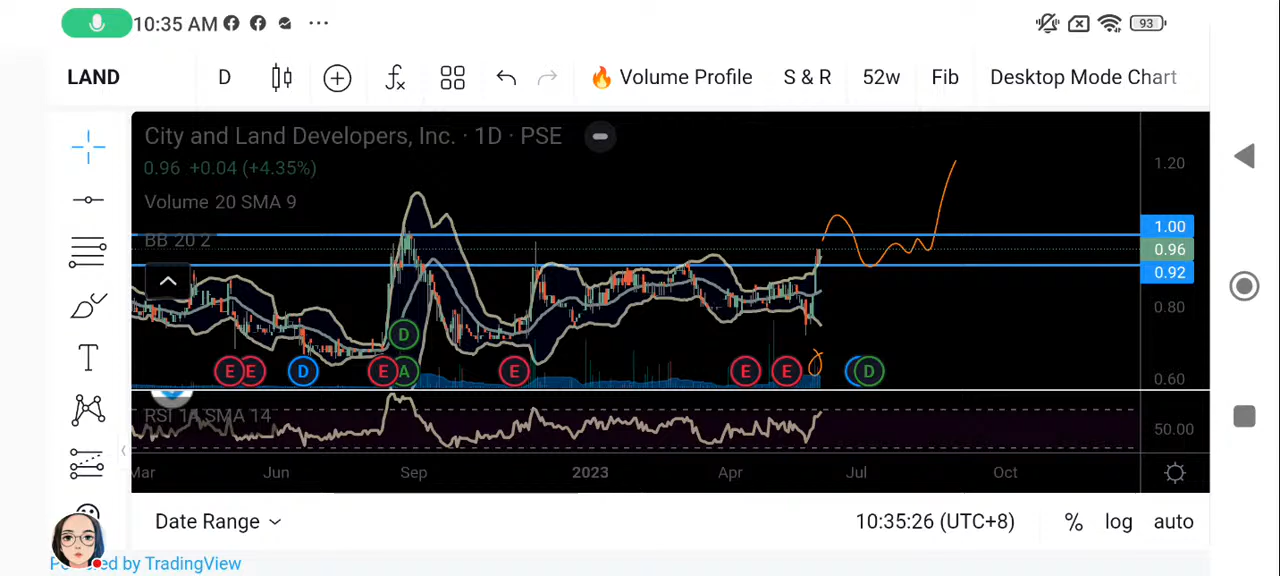 10:35 AM
93
LAND
D
Volume Profile
S & R
52w
Fib
Desktop Mode Chart
City and Land Developers, Inc. · 1D · PSE
0.96 +0.04 (+4.35%)
Volume 20 SMA 9
BB 20 2
1.20
1.00
0.96
0.92
0.80
0.60
D
E
E
D
E
A
E
E
E
D
RSI 14 SMA 14
50.00
Mar
Jun
Sep
2023
Apr
Jul
Oct
Date Range
10:35:26 (UTC+8)
%
log
auto
ed by TradingView